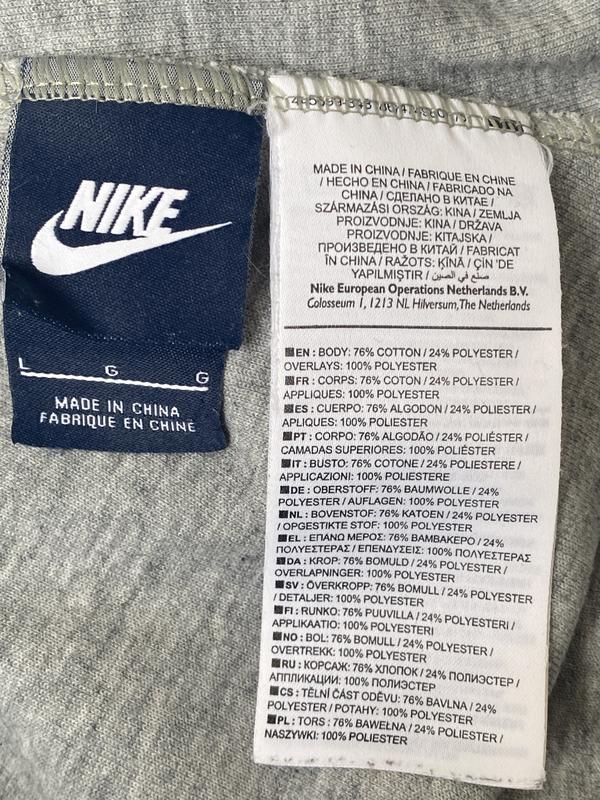 NIKE
L G G
MADE IN CHINA
FABRIQUE EN CHINE
MADE IN CHINA / FABRIQUE EN CHINE
/ HECHO EN CHINA / FABRICADO NA
CHINA / СДЕЛАНО В КИТАЕ /
SZÁRMAZÁSI ORSZÁG: KINA / ZEMLJA
PROIZVODNJE: KINA / DRŽAVA
PROIZVODNJE: KITAJSKA /
ПРОИЗВЕДЕНО В КИТАЙ / FABRICAT
ÎN CHINA / RAŽOTS: ĶĪNĀ / ÇİN 'DE
YAPILMIŞTIR / صنع في الصين
Nike European Operations Netherlands B.V.
Colosseum 1, 1213 NL Hilversum,The Netherlands
EN : BODY: 76% COTTON / 24% POLYESTER /
OVERLAYS: 100% POLYESTER
FR : CORPS: 76% COTON / 24% POLYESTER /
APPLIQUES: 100% POLYESTER
ES : CUERPO: 76% ALGODON / 24% POLIESTER /
APLIQUES: 100% POLIESTER
PT : CORPO: 76% ALGODÃO / 24% POLIÉSTER /
CAMADAS SUPERIORES: 100% POLIÉSTER
IT : BUSTO: 76% COTONE / 24% POLIESTERE /
APPLICAZIONI: 100% POLIESTERE
DE : OBERSTOFF: 76% BAUMWOLLE / 24%
POLYESTER / AUFLAGEN: 100% POLYESTER
NL : BOVENSTOF: 76% KATOEN / 24% POLYESTER
/ OPGESTIKTE STOF: 100% POLYESTER
EL : ΕΠΑΝΩ ΜΕΡΟΣ: 76% ΒΑΜΒΑΚΕΡΟ / 24%
ΠΟΛΥΕΣΤΕΡΑΣ / ΕΠΕΝΔΥΣΕΙΣ: 100% ΠΟΛΥΕΣΤΕΡΑΣ
DA : KROP: 76% BOMULD / 24% POLYESTER /
OVERLAPNINGER: 100% POLYESTER
SV : ÖVERKROPP: 76% BOMULL / 24% POLYESTER
/ DETALJER: 100% POLYESTER
FI : RUNKO: 76% PUUVILLA / 24% POLYESTERI /
APPLIKAATIO: 100% POLYESTERI
NO : BOL: 76% BOMULL / 24% POLYESTER /
OVERTREKK: 100% POLYESTER
RU : КОРСАЖ: 76% ХЛОПОК / 24% ПОЛИЭСТЕР /
АППЛИКАЦИИ: 100% ПОЛИЭСТЕР
CS : TĚLNÍ ČÁST ODĚVU: 76% BAVLNA / 24%
POLYESTER / POTAHY: 100% POLYESTER
PL : TORS : 76% BAWEŁNA / 24% POLIESTER /
NASZYWKI: 100% POLIESTER